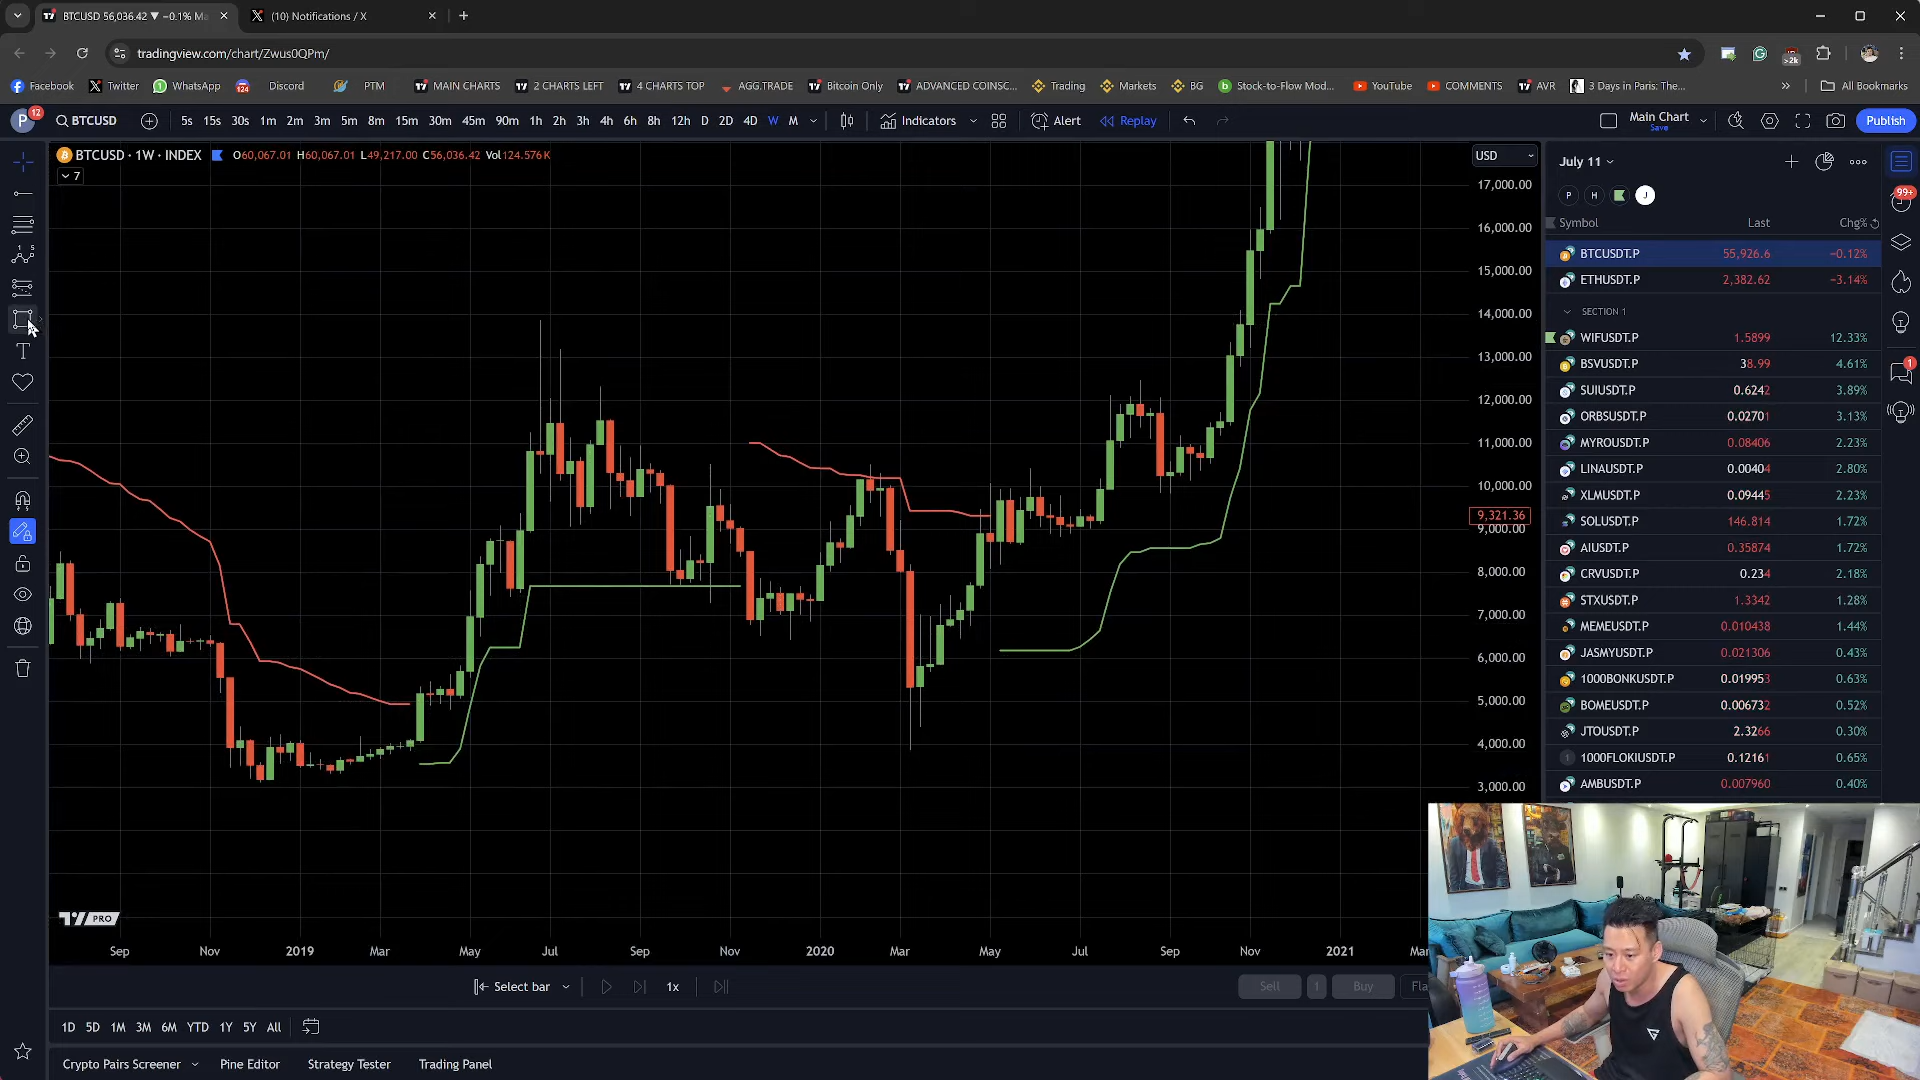 BTCUSD 56,036.42 ▼ −0.1% Ma
(10) Notifications / X
tradingview.com/chart/Zwus0QPm/
>2k
Facebook
Twitter
WhatsApp
124
Discord
PTM
MAIN CHARTS
2 CHARTS LEFT
4 CHARTS TOP
AGG.TRADE
Bitcoin Only
ADVANCED COINSC...
Trading
Markets
BG
Stock-to-Flow Mod...
YouTube
COMMENTS
AVR
3 Days in Paris: The...
All Bookmarks
P 12
BTCUSD
5s 15s 30s 1m 2m 3m 5m 8m 15m 30m 45m 90m 1h 2h 3h 4h 6h 8h 12h D 2D 4D W M
Indicators
Alert
Replay
Main Chart
Save
Publish
BTCUSD · 1W · INDEX
O60,067.01 H60,067.01 L49,217.00 C56,036.42 Vol124.576K
7
USD
17,000.00
16,000.00
15,000.00
14,000.00
13,000.00
12,000.00
11,000.00
10,000.00
9,321.36
9,000.00
8,000.00
7,000.00
6,000.00
5,000.00
4,000.00
3,000.00
July 11
P H J
99+
1
Symbol Last Chg%
BTCUSDT.P 55,926.6 −0.12%
ETHUSDT.P 2,382.62 −3.14%
SECTION 1
WIFUSDT.P 1.5899 12.33%
BSVUSDT.P 38.99 4.61%
SUIUSDT.P 0.6242 3.89%
ORBSUSDT.P 0.02701 3.13%
MYROUSDT.P 0.08406 2.23%
LINAUSDT.P 0.00404 2.80%
XLMUSDT.P 0.09445 2.23%
SOLUSDT.P 146.814 1.72%
AIUSDT.P 0.35874 1.72%
CRVUSDT.P 0.234 2.18%
STXUSDT.P 1.3342 1.28%
MEMEUSDT.P 0.010438 1.44%
JASMYUSDT.P 0.021306 0.43%
1000BONKUSDT.P 0.019953 0.63%
BOMEUSDT.P 0.006732 0.52%
JTOUSDT.P 2.3266 0.30%
1000FLOKIUSDT.P 0.12161 0.65%
AMBUSDT.P 0.007960 0.40%
PRO
Sep Nov 2019 Mar May Jul Sep Nov 2020 Mar May Jul Sep Nov 2021 Mar
Select bar 1x
Sell 1 Buy Fla
1D 5D 1M 3M 6M YTD 1Y 5Y All
Crypto Pairs Screener Pine Editor Strategy Tester Trading Panel